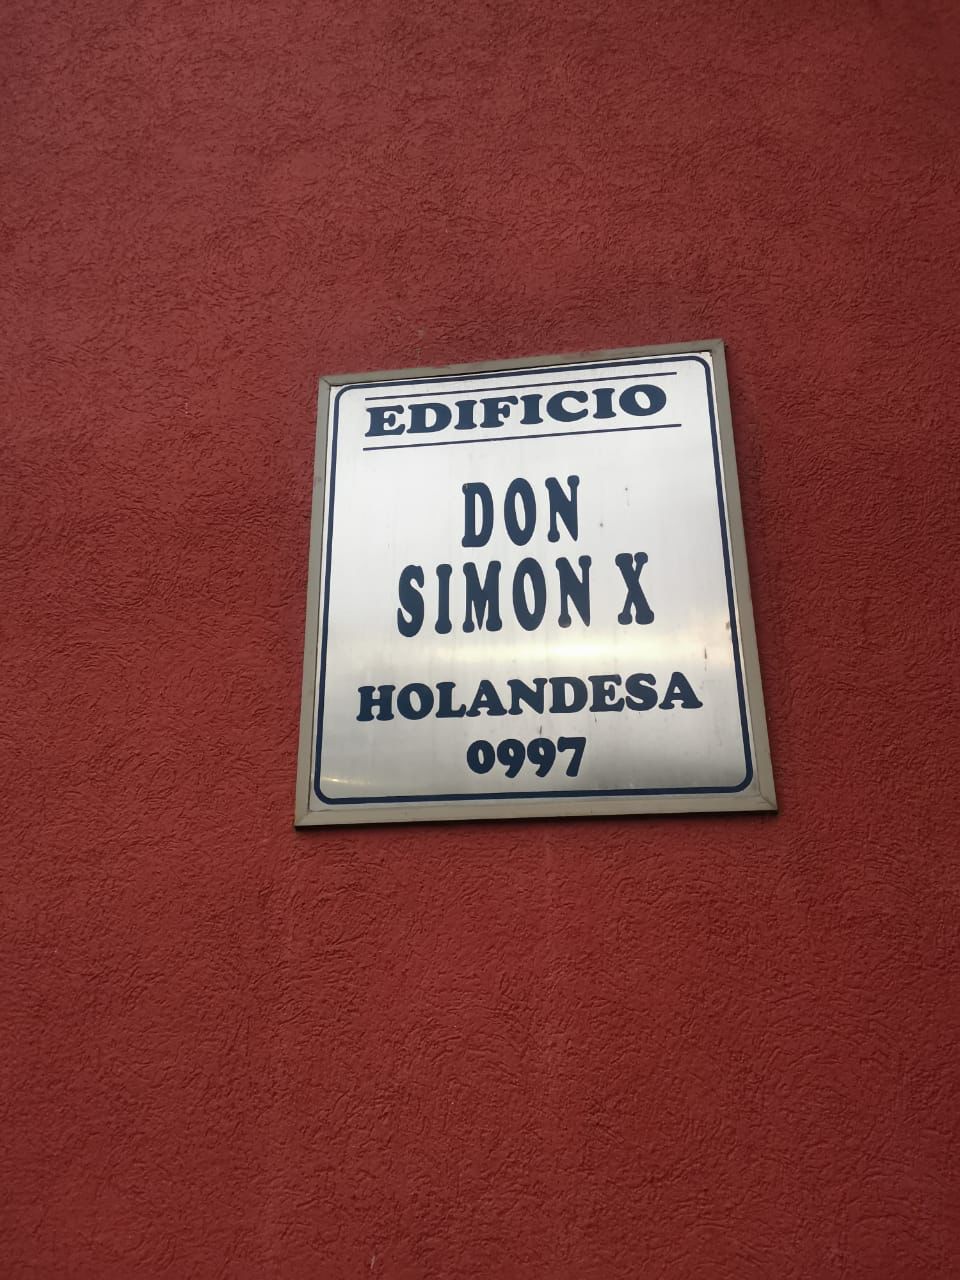 EDIFICIO
DON
SIMON X
HOLANDESA
0997